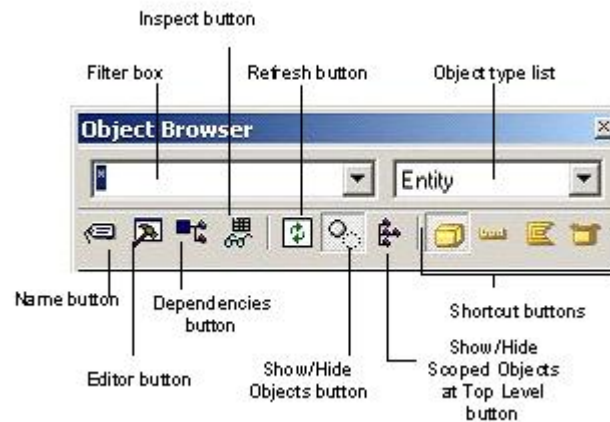 Inspect button
Filter box
Refresh button
Object type list
Object Browser
*
Entity
Name button
Dependencies
button
Shortcut buttons
Editor button
Show/Hide
Objects button
Show/Hide
Scoped Objects
at Top Level
button